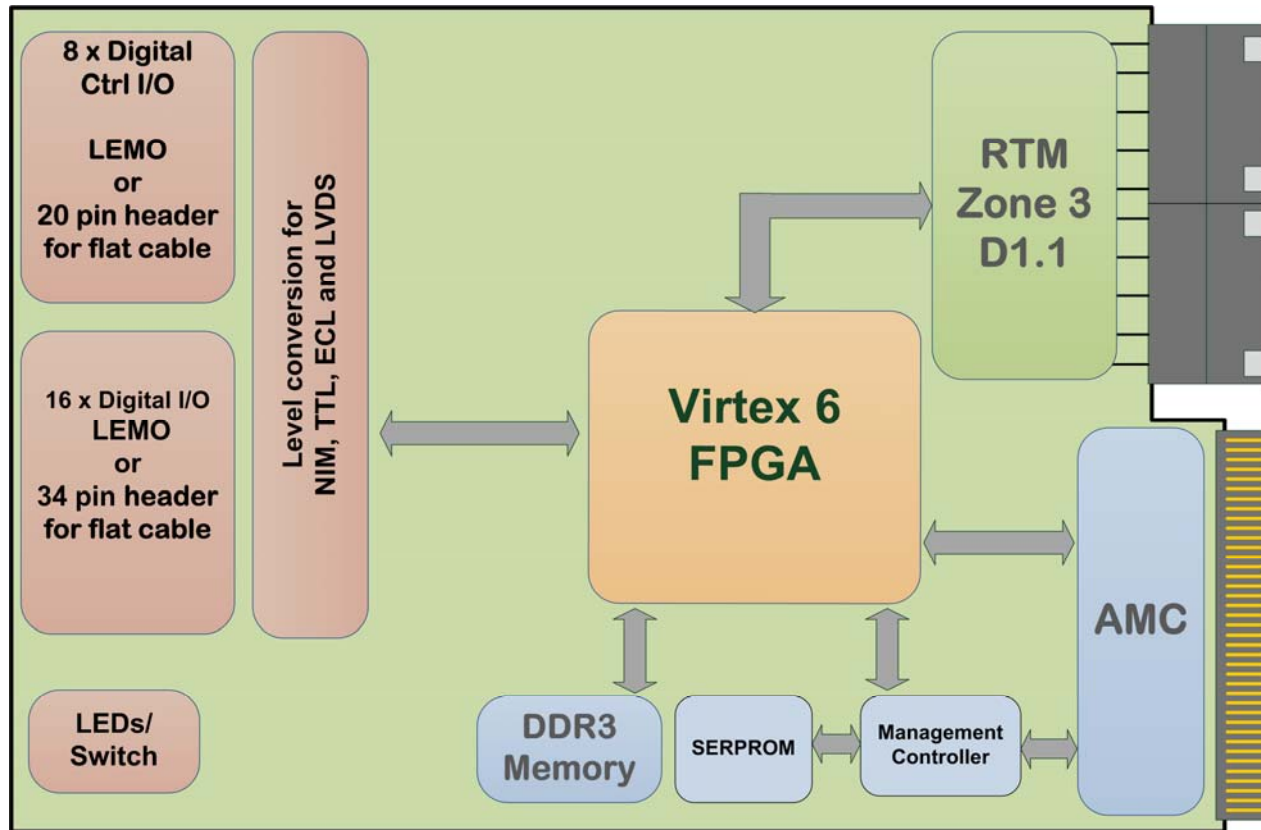 8 x Digital
Ctrl I/O
LEMO
or
20 pin header
for flat cable
16 x Digital I/O
LEMO
or
34 pin header
for flat cable
LEDs/
Switch
Level conversion for
NIM, TTL, ECL and LVDS
Virtex 6
FPGA
RTM
Zone 3
D1.1
AMC
DDR3
Memory
SERPROM
Management
Controller